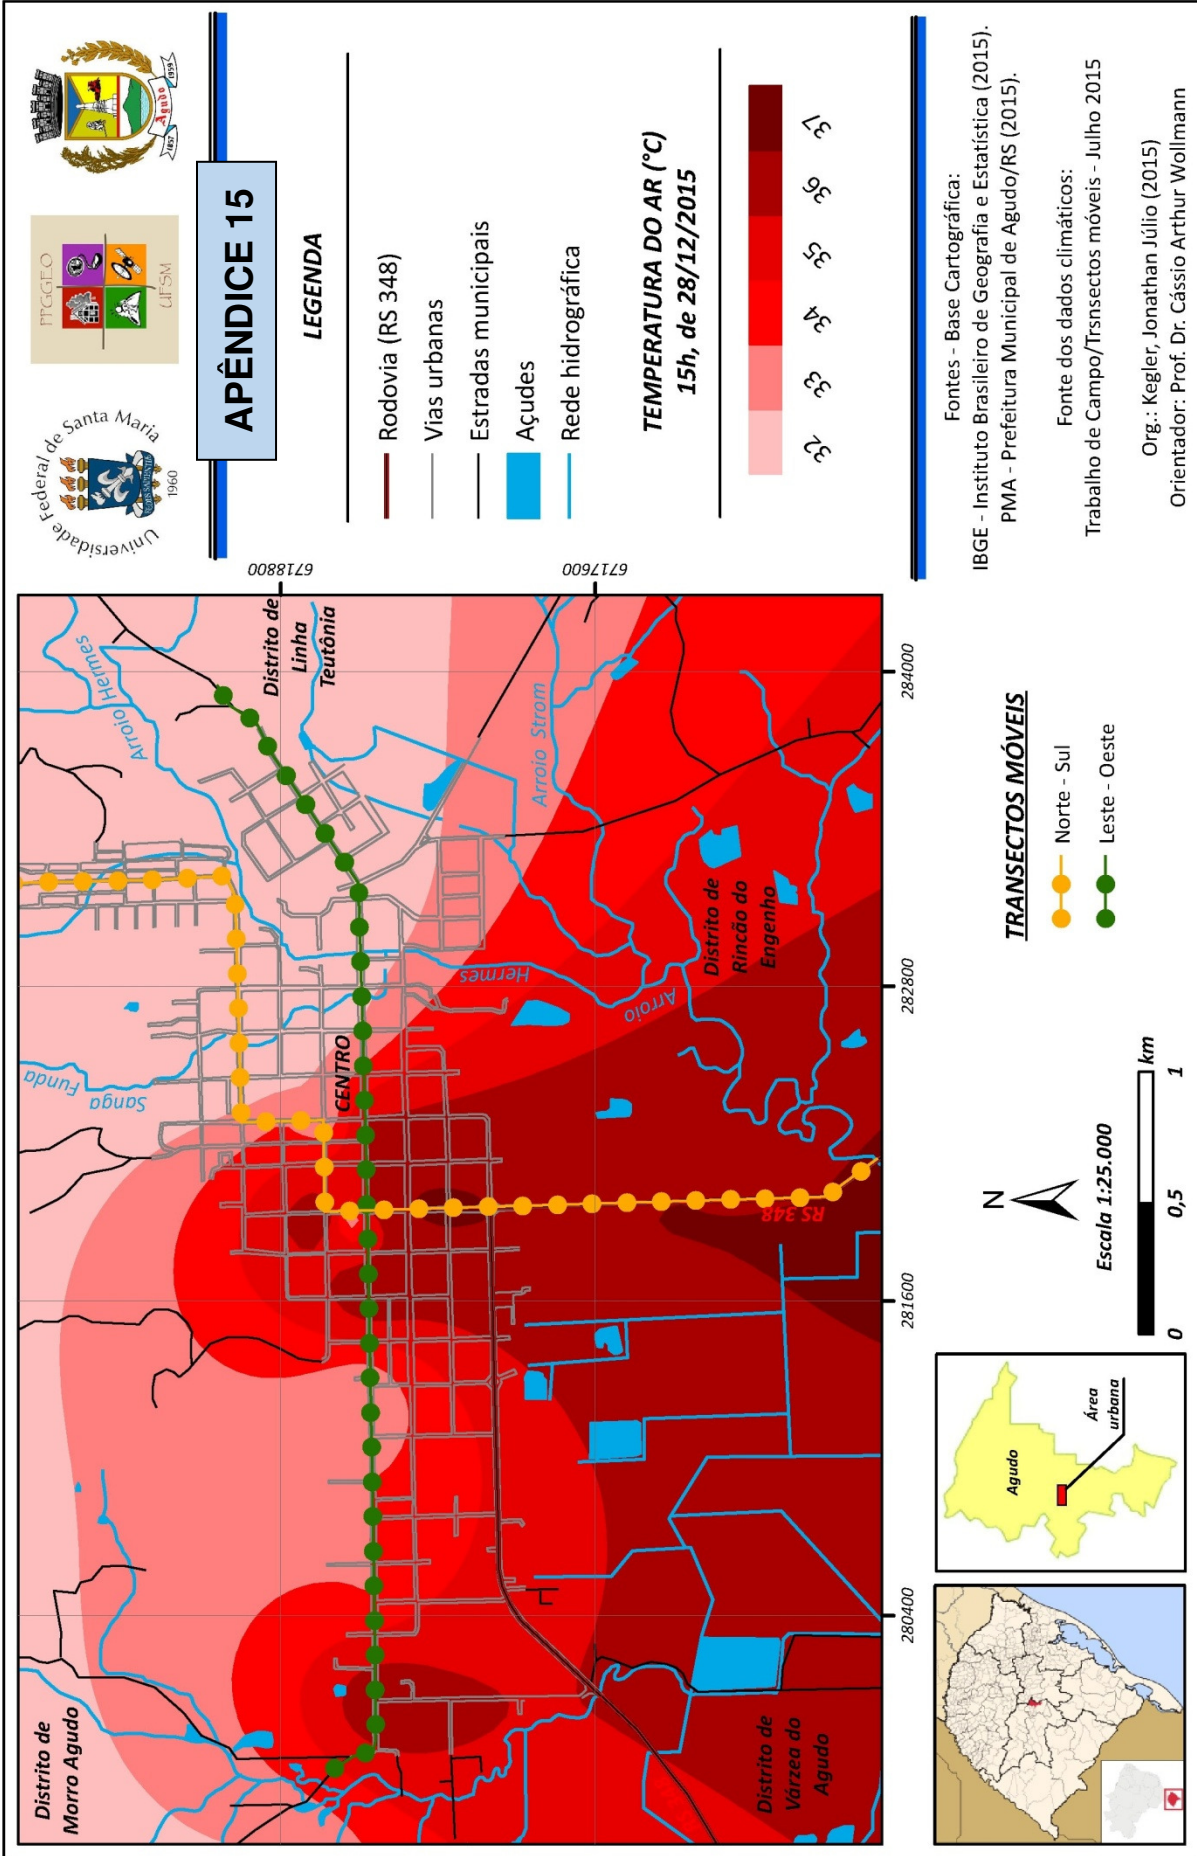 Universidade Federal de Santa Maria
1960
PPGGEO
UFSM
1857
Agudo
1959
APÊNDICE 15
LEGENDA
Rodovia (RS 348)
Vias urbanas
Estradas municipais
Açudes
Rede hidrográfica
TEMPERATURA DO AR (°C)
15h, de 28/12/2015
32 33 34 35 36 37
Fontes - Base Cartográfica:
IBGE - Instituto Brasileiro de Geografia e Estatística (2015).
PMA - Prefeitura Municipal de Agudo/RS (2015).
Fonte dos dados climáticos:
Trabalho de Campo/Trsnsectos móveis - Julho 2015
Org.: Kegler, Jonathan Júlio (2015)
Orientador: Prof. Dr. Cássio Arthur Wollmann
Distrito de
Morro Agudo
Sanga
Funda
Arroio Hermes
Distrito de
Linha
Teutônia
6718800
CENTRO
Hermes
Arroio Strom
6717600
Arroio
Distrito de
Rincão do
Engenho
RS 348
Distrito de
Várzea do
Agudo
280400
281600
282800
284000
Agudo
Área
urbana
N
Escala 1:25.000
0 0,5 1
km
TRANSECTOS MÓVEIS
Norte - Sul
Leste - Oeste